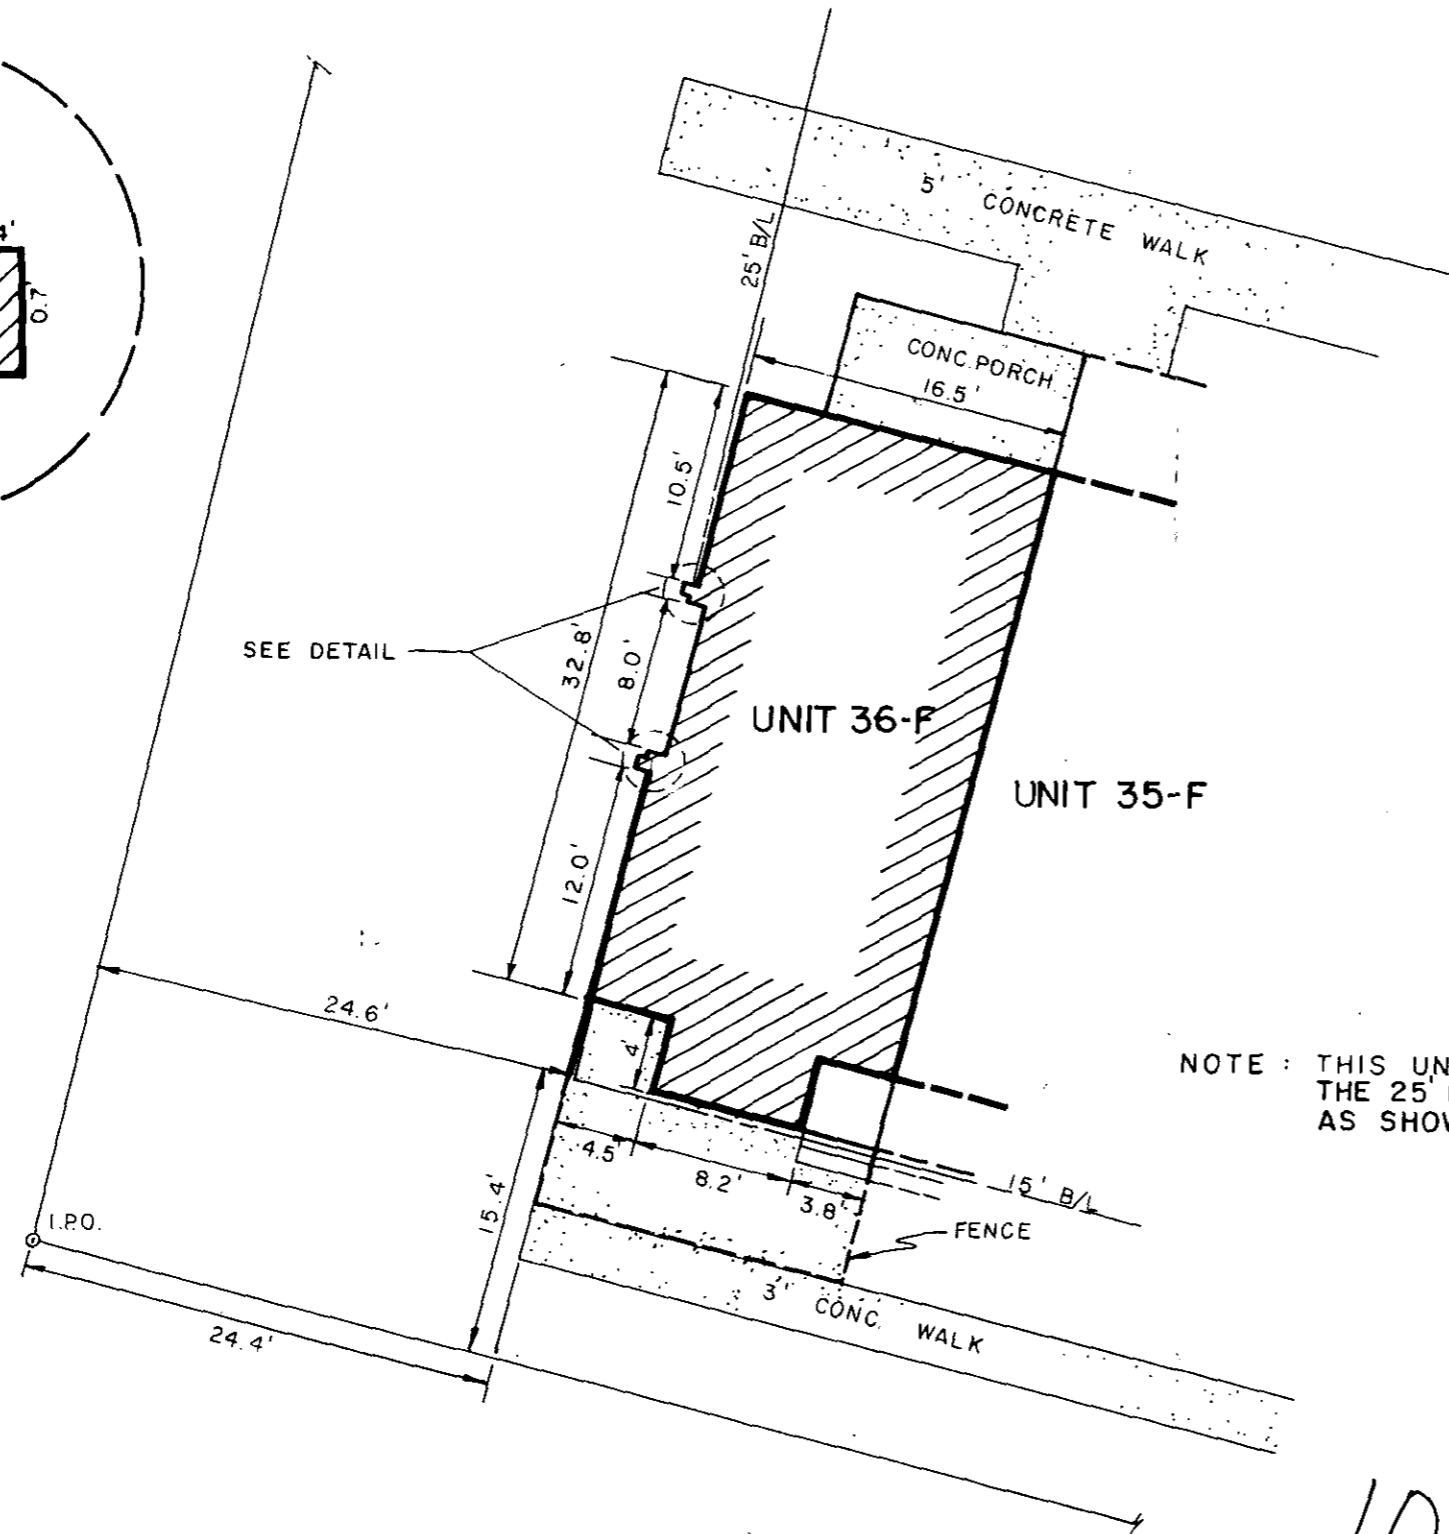 4'
0.7'
5' CONCRETE WALK
25' B/L
CONC. PORCH
16.5'
10.5'
SEE DETAIL
32.8'
8.0'
UNIT 36-F
UNIT 35-F
12.0'
24.6'
4'
NOTE : THIS UN
THE 25'
AS SHOW
4.5'
8.2'
3.8'
15' B/L
15.4'
I.P.O.
FENCE
3' CONC. WALK
24.4'